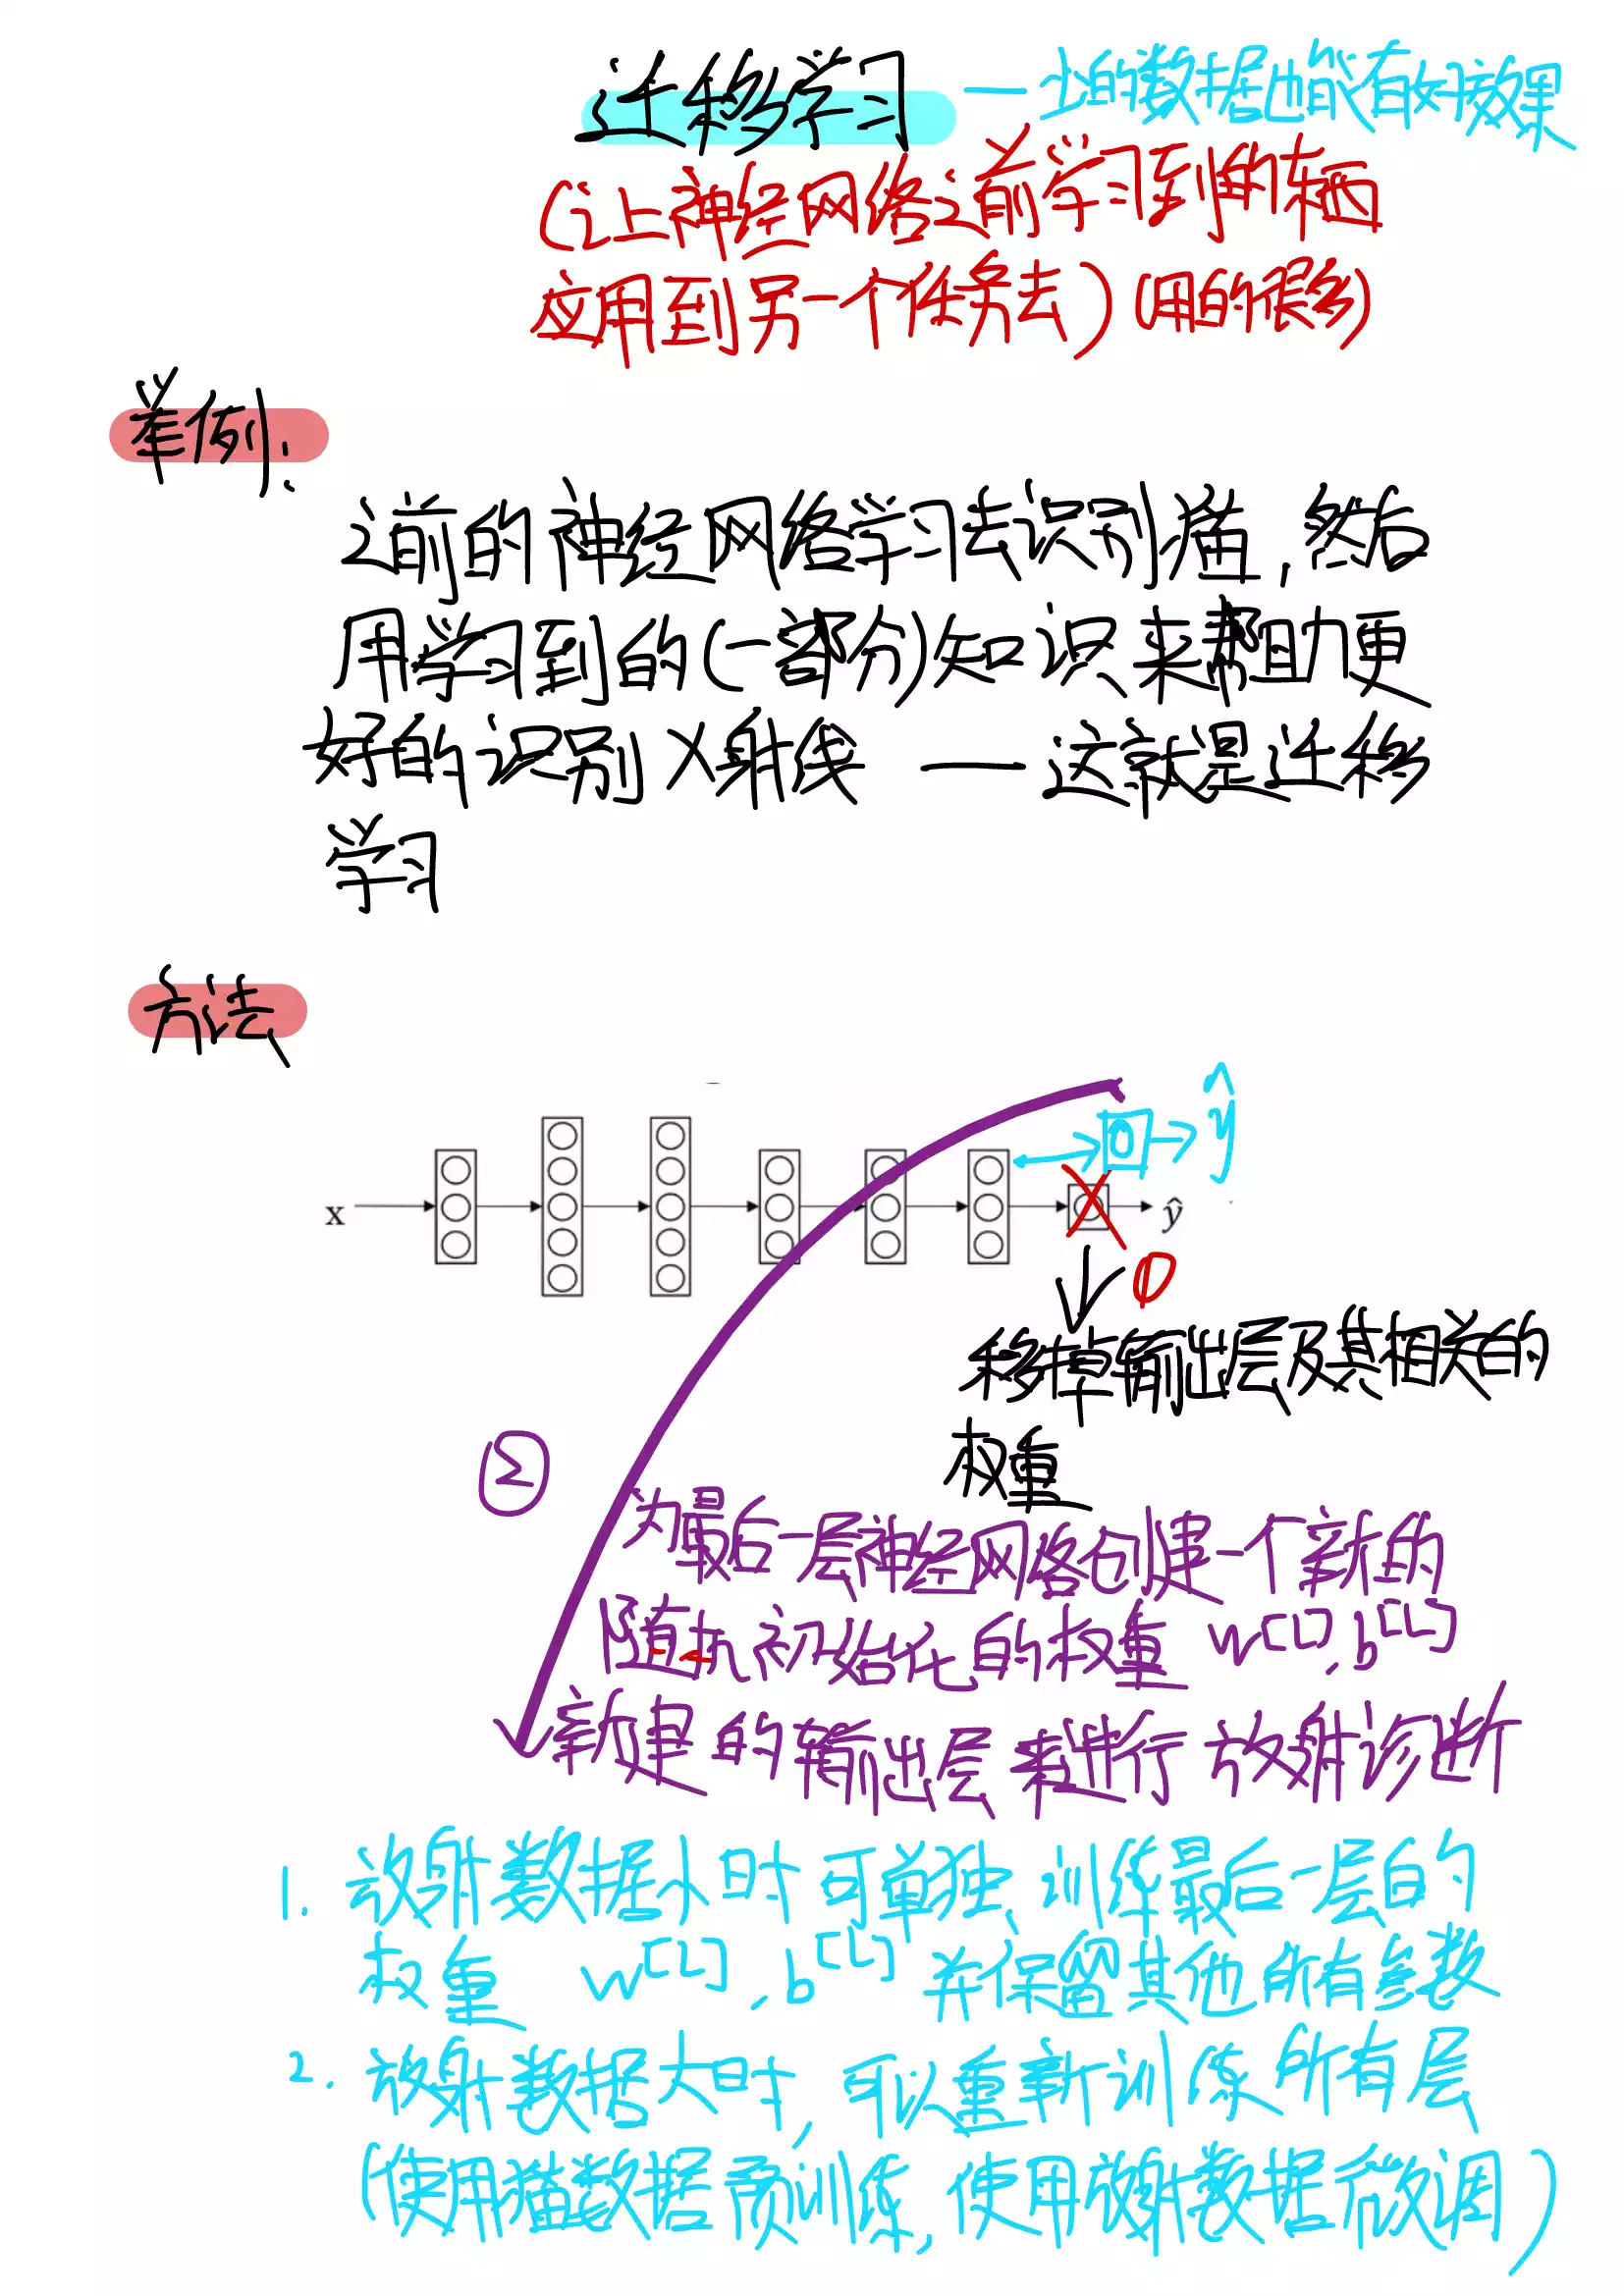 迁移学习 — 少的数据也能有好效果
(让神经网络之前学习到的东西
应用到另一个任务去)(用的很多)
举例:
之前的神经网络学习去识别猫,然后
用学习到的(一部分)知识来帮助更
好的识别X射线 — 这就是迁移
学习
方法
ŷ
x
ŷ
①
移掉输出层及其相关的
权重
②
为最后一层神经网络创建一个新的
随机初始化的权重 w[L],b[L]
新建的输出层来进行放射诊断
1. 放射数据小时可单独训练最后一层的
权重 w[L],b[L] 并保留其他所有参数
2. 放射数据大时,可以重新训练所有层
(使用猫数据预训练,使用放射数据微调)